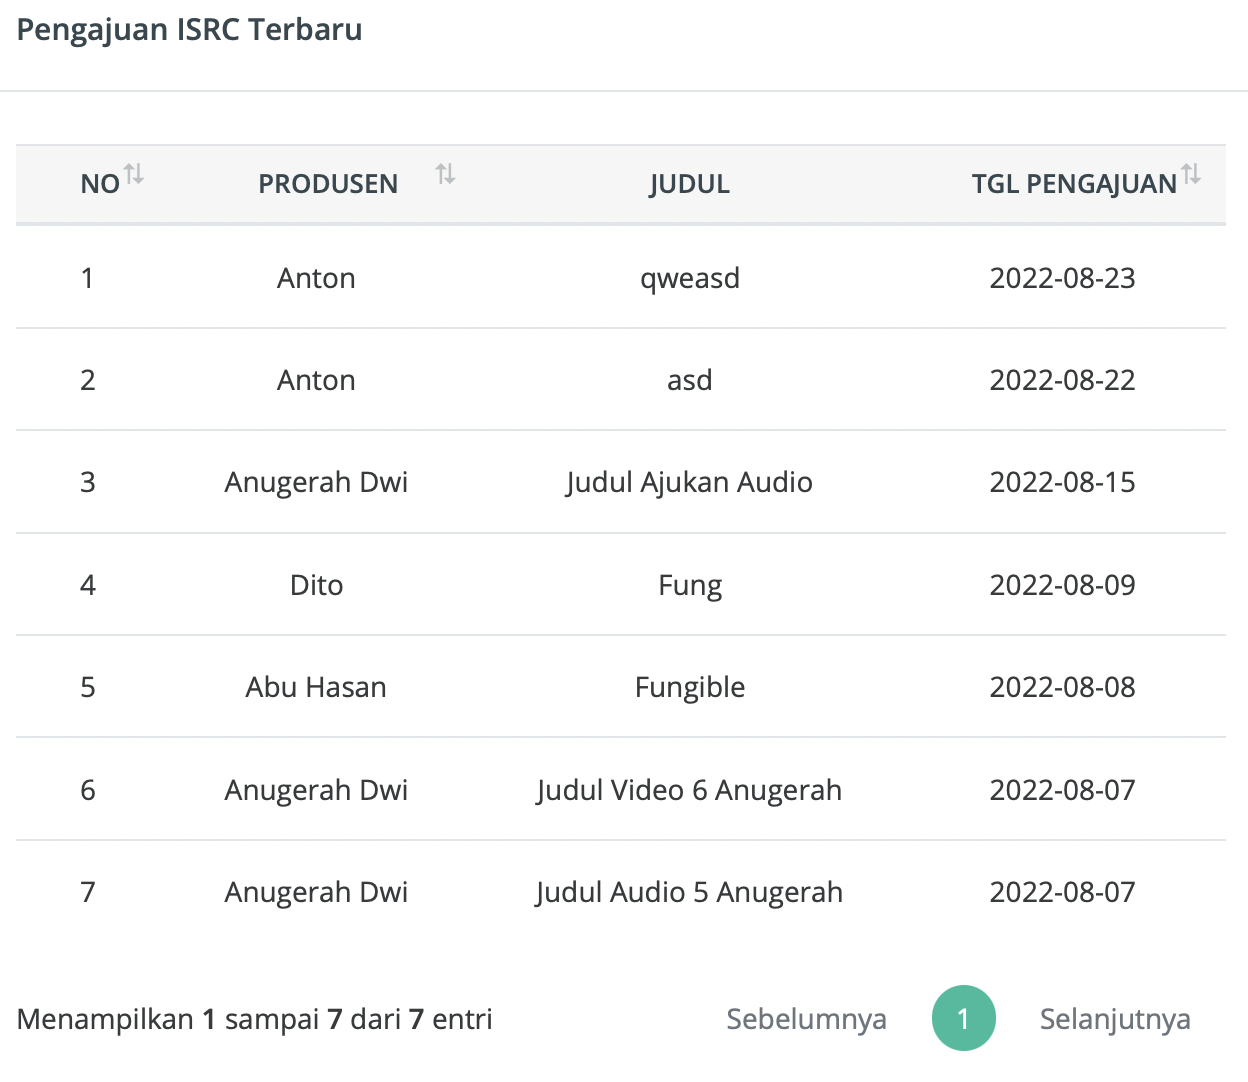 Pengajuan ISRC Terbaru
NO PRODUSEN JUDUL TGL PENGAJUAN
1 Anton qweasd 2022-08-23
2 Anton asd 2022-08-22
3 Anugerah Dwi Judul Ajukan Audio 2022-08-15
4 Dito Fung 2022-08-09
5 Abu Hasan Fungible 2022-08-08
6 Anugerah Dwi Judul Video 6 Anugerah 2022-08-07
7 Anugerah Dwi Judul Audio 5 Anugerah 2022-08-07
Menampilkan 1 sampai 7 dari 7 entri Sebelumnya 1 Selanjutnya